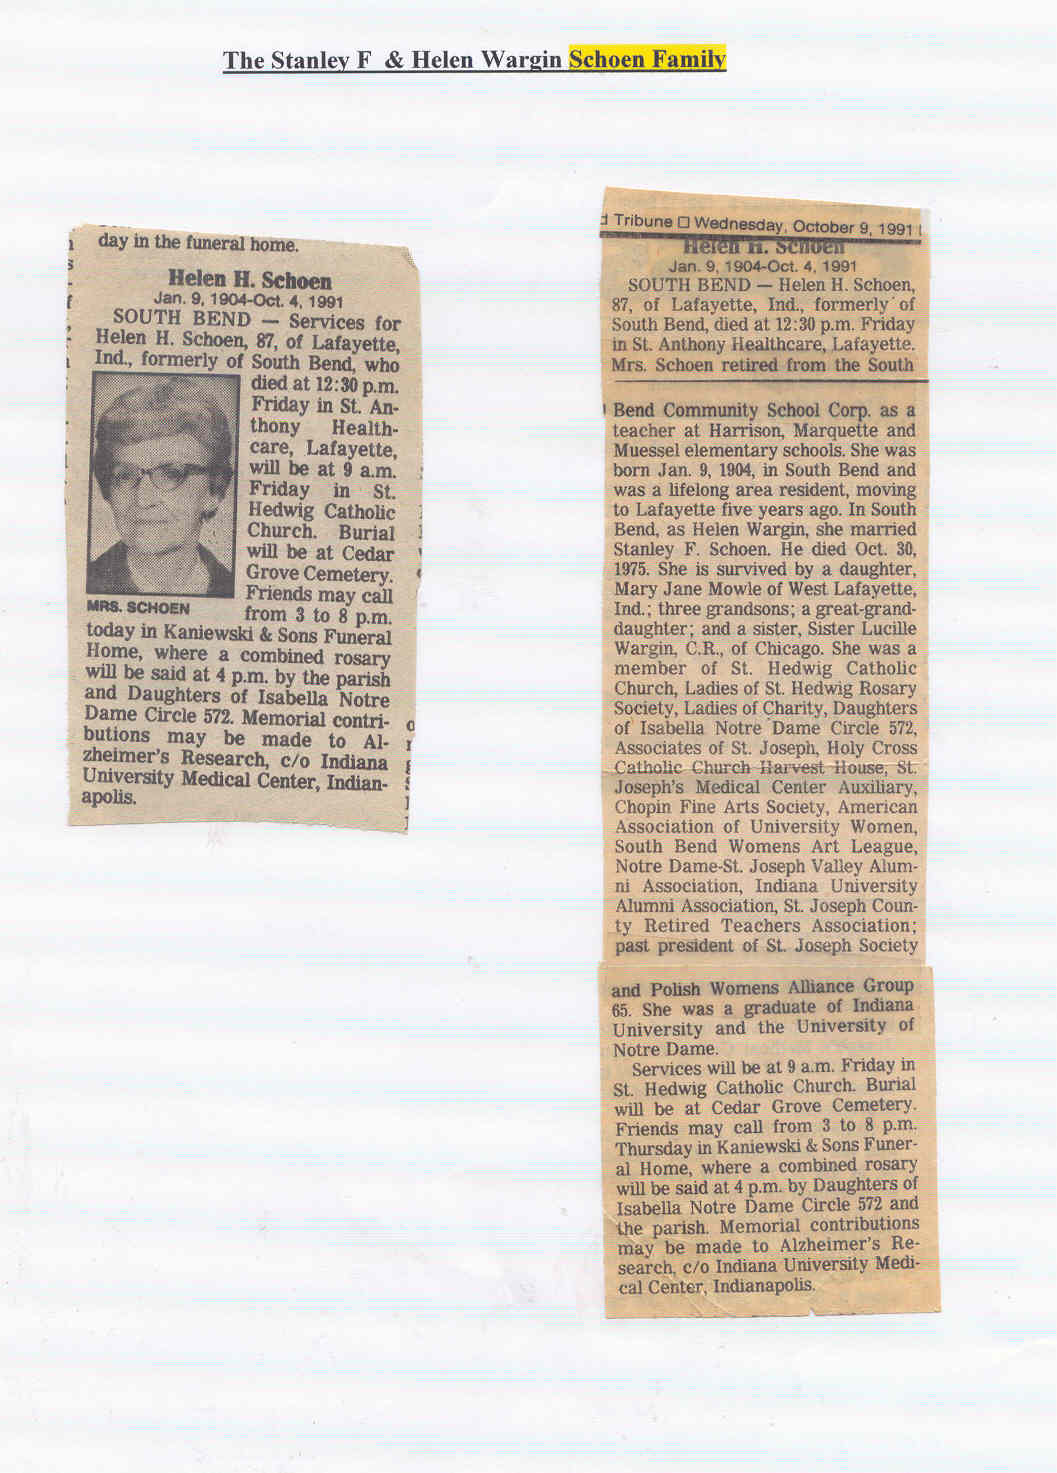 The Stanley F & Helen Wargin Schoen Family
day in the funeral home.
Helen H. Schoen
Jan. 9, 1904-Oct. 4, 1991
SOUTH BEND — Services for
Helen H. Schoen, 87, of Lafayette,
Ind., formerly of South Bend, who
died at 12:30 p.m.
Friday in St. An-
thony Health-
care, Lafayette,
will be at 9 a.m.
Friday in St.
Hedwig Catholic
Church. Burial
will be at Cedar
Grove Cemetery.
Friends may call
from 3 to 8 p.m.
MRS. SCHOEN
today in Kaniewski & Sons Funeral
Home, where a combined rosary
will be said at 4 p.m. by the parish
and Daughters of Isabella Notre
Dame Circle 572. Memorial contri-
butions may be made to Al-
zheimer's Research, c/o Indiana
University Medical Center, Indian-
apolis.
d Tribune □ Wednesday, October 9, 1991
Helen H. Schoen
Jan. 9, 1904-Oct. 4, 1991
SOUTH BEND — Helen H. Schoen,
87, of Lafayette, Ind., formerly of
South Bend, died at 12:30 p.m. Friday
in St. Anthony Healthcare, Lafayette.
Mrs. Schoen retired from the South
Bend Community School Corp. as a
teacher at Harrison, Marquette and
Muessel elementary schools. She was
born Jan. 9, 1904, in South Bend and
was a lifelong area resident, moving
to Lafayette five years ago. In South
Bend, as Helen Wargin, she married
Stanley F. Schoen. He died Oct. 30,
1975. She is survived by a daughter,
Mary Jane Mowle of West Lafayette,
Ind.; three grandsons; a great-grand-
daughter; and a sister, Sister Lucille
Wargin, C.R., of Chicago. She was a
member of St. Hedwig Catholic
Church, Ladies of St. Hedwig Rosary
Society, Ladies of Charity, Daughters
of Isabella Notre Dame Circle 572,
Associates of St. Joseph, Holy Cross
Catholic Church Harvest House, St.
Joseph's Medical Center Auxiliary,
Chopin Fine Arts Society, American
Association of University Women,
South Bend Womens Art League,
Notre Dame-St. Joseph Valley Alum-
ni Association, Indiana University
Alumni Association, St. Joseph Coun-
ty Retired Teachers Association;
past president of St. Joseph Society
and Polish Womens Alliance Group
65. She was a graduate of Indiana
University and the University of
Notre Dame.
Services will be at 9 a.m. Friday in
St. Hedwig Catholic Church. Burial
will be at Cedar Grove Cemetery.
Friends may call from 3 to 8 p.m.
Thursday in Kaniewski & Sons Funer-
al Home, where a combined rosary
will be said at 4 p.m. by Daughters of
Isabella Notre Dame Circle 572 and
the parish. Memorial contributions
may be made to Alzheimer's Re-
search, c/o Indiana University Medi-
cal Center, Indianapolis.